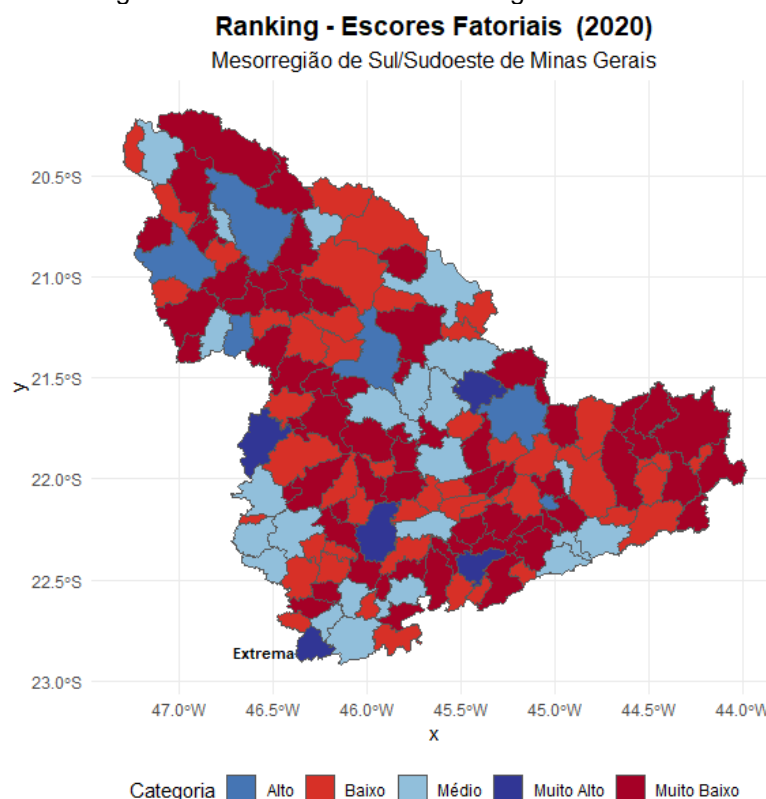 Ranking - Escores Fatoriais (2020)
Mesorregião de Sul/Sudoeste de Minas Gerais
20.5°S
21.0°S
21.5°S
22.0°S
22.5°S
23.0°S
y
Extrema
47.0°W 46.5°W 46.0°W 45.5°W 45.0°W 44.5°W 44.0°W
x
Categoria Alto Baixo Médio Muito Alto Muito Baixo